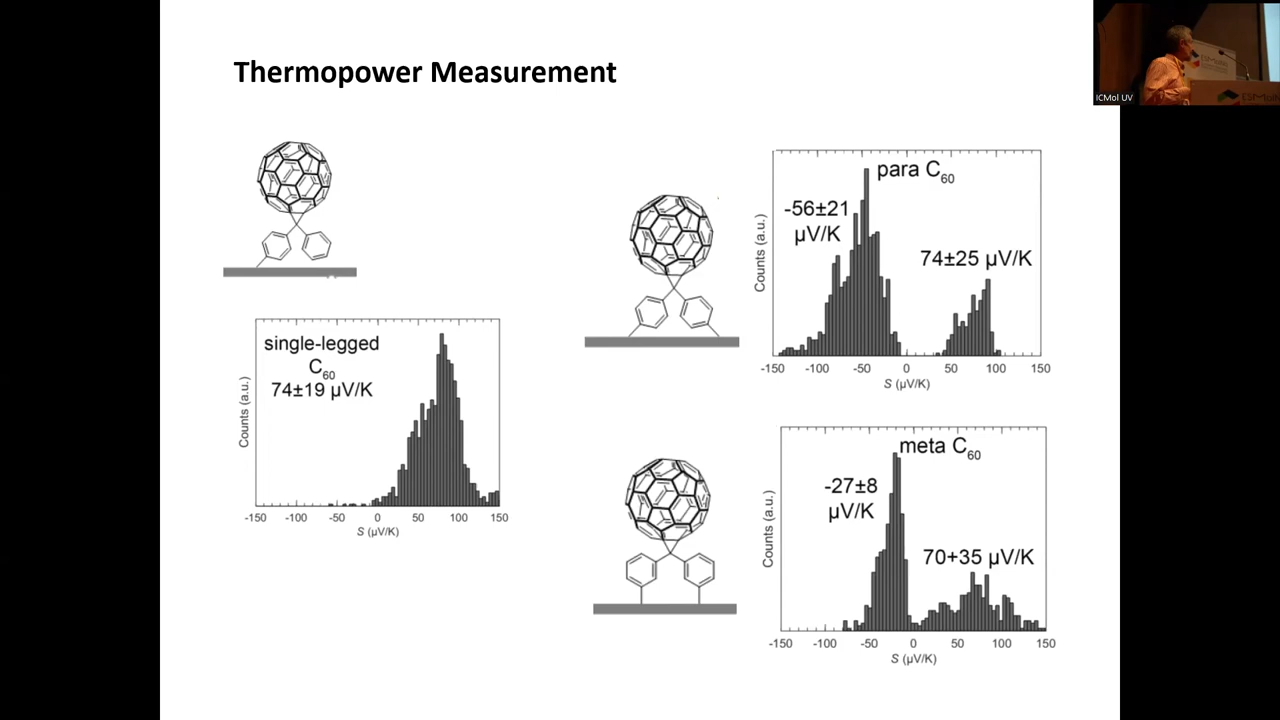 Thermopower Measurement
ICMol UV
single-legged
C60
74±19 µV/K
Counts (a.u.)
-150 -100 -50 0 50 100 150
S (µV/K)
para C60
-56±21
µV/K
74±25 µV/K
Counts (a.u.)
-150 -100 -50 0 50 100 150
S (µV/K)
meta C60
-27±8
µV/K
70+35 µV/K
Counts (a.u.)
-150 -100 -50 0 50 100 150
S (µV/K)